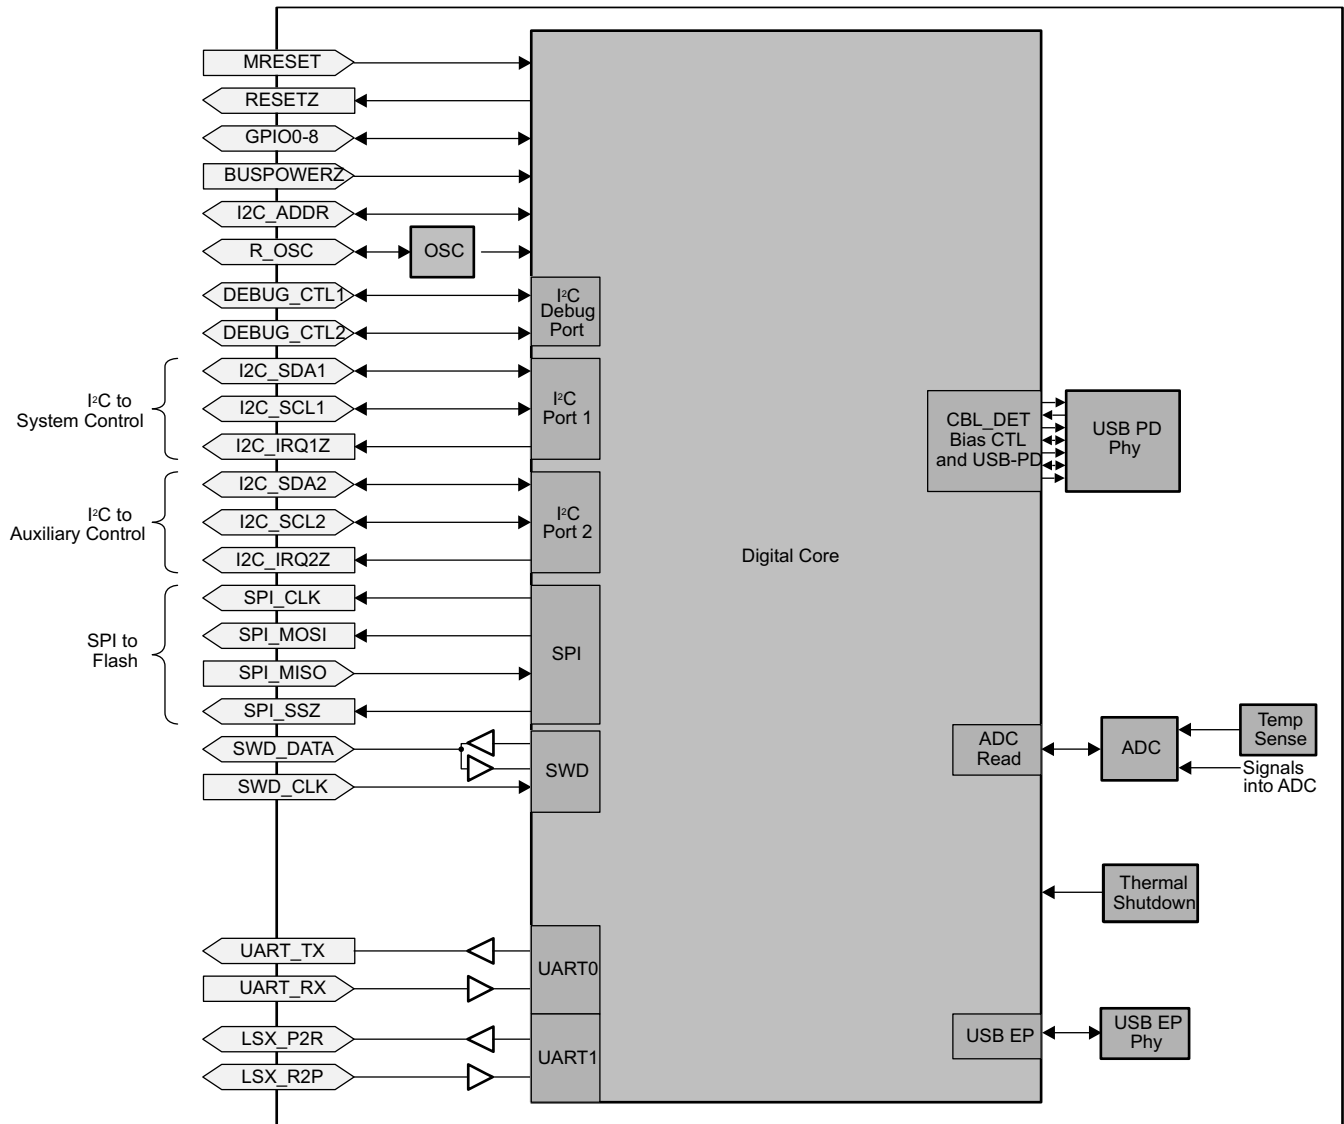 MRESET
RESETZ
GPIO0-8
BUSPOWERZ
I2C_ADDR
R_OSC
OSC
DEBUG_CTL1
DEBUG_CTL2
I²C
Debug
Port
I²C to
System Control
I2C_SDA1
I2C_SCL1
I2C_IRQ1Z
I²C
Port 1
I²C to
Auxiliary Control
I2C_SDA2
I2C_SCL2
I2C_IRQ2Z
I²C
Port 2
SPI to
Flash
SPI_CLK
SPI_MOSI
SPI_MISO
SPI_SSZ
SPI
SWD_DATA
SWD_CLK
SWD
UART_TX
UART_RX
UART0
LSX_P2R
LSX_R2P
UART1
Digital Core
CBL_DET
Bias CTL
and USB-PD
USB PD
Phy
ADC
Read
ADC
Temp
Sense
Signals
into ADC
Thermal
Shutdown
USB EP
USB EP
Phy